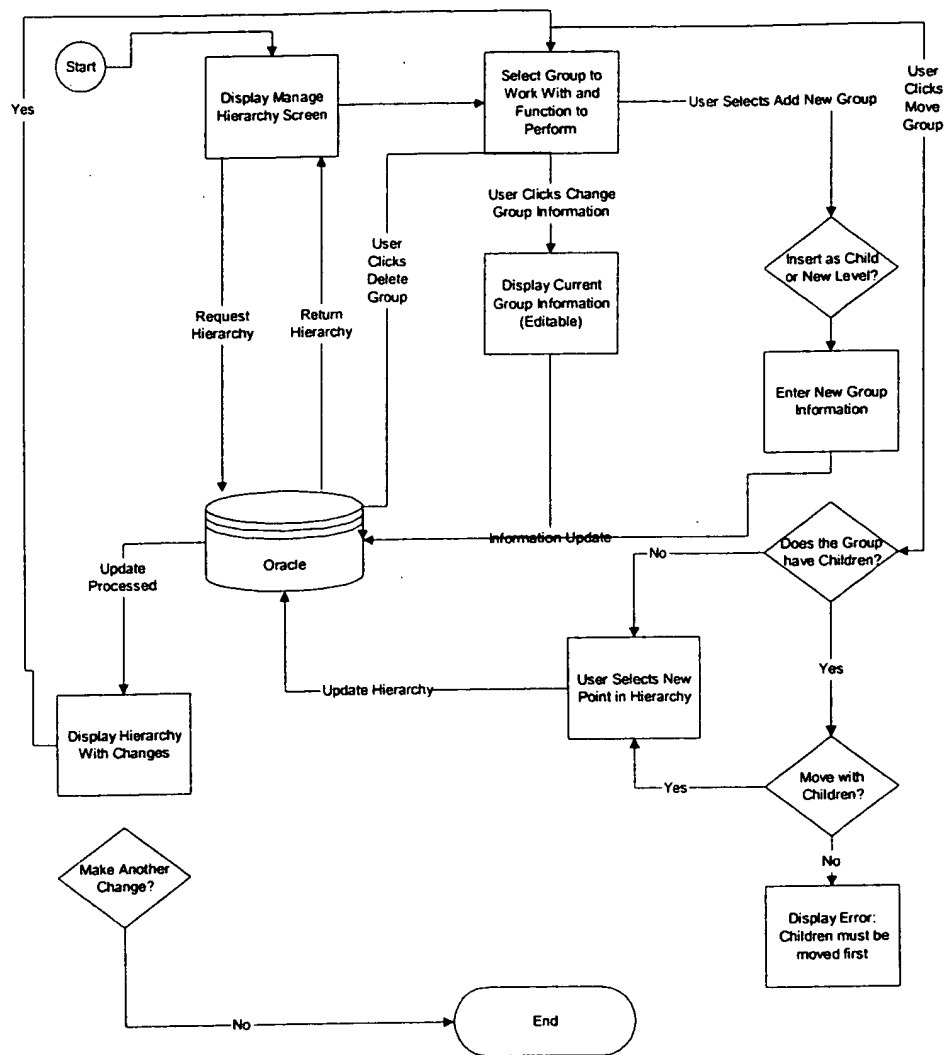 Start
Yes
Display Manage
Hierarchy Screen
Select Group to
Work With and
Function to
Perform
User Selects Add New Group
User
Clicks
Move
Group
User Clicks Change
Group Information
User
Clicks
Delete
Group
Insert as Child
or New Level?
Display Current
Group Information
(Editable)
Request
Hierarchy
Return
Hierarchy
Enter New Group
Information
Oracle
Information Update
Does the Group
have Children?
No
Update
Processed
Yes
User Selects New
Point in Hierarchy
Update Hierarchy
Display Hierarchy
With Changes
Move with
Children?
Yes
No
Make Another
Change?
Display Error:
Children must be
moved first
No
End